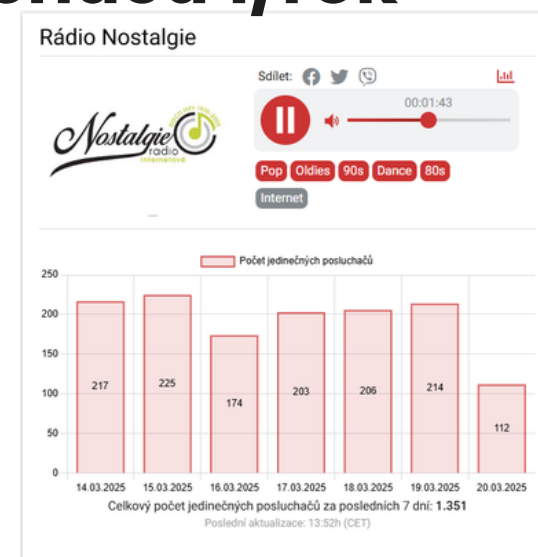 Rádio Nostalgie
Sdílet:
00:01:43
Nostalgie
radio
internetové
Pop Oldies 90s Dance 80s
Internet
Počet jedinečných posluchačů
250
200
150
100
50
0
217 225 174 203 206 214 112
14.03.2025 15.03.2025 16.03.2025 17.03.2025 18.03.2025 19.03.2025 20.03.2025
Celkový počet jedinečných posluchačů za posledních 7 dní: 1.351
Poslední aktualizace: 13:52h (CET)